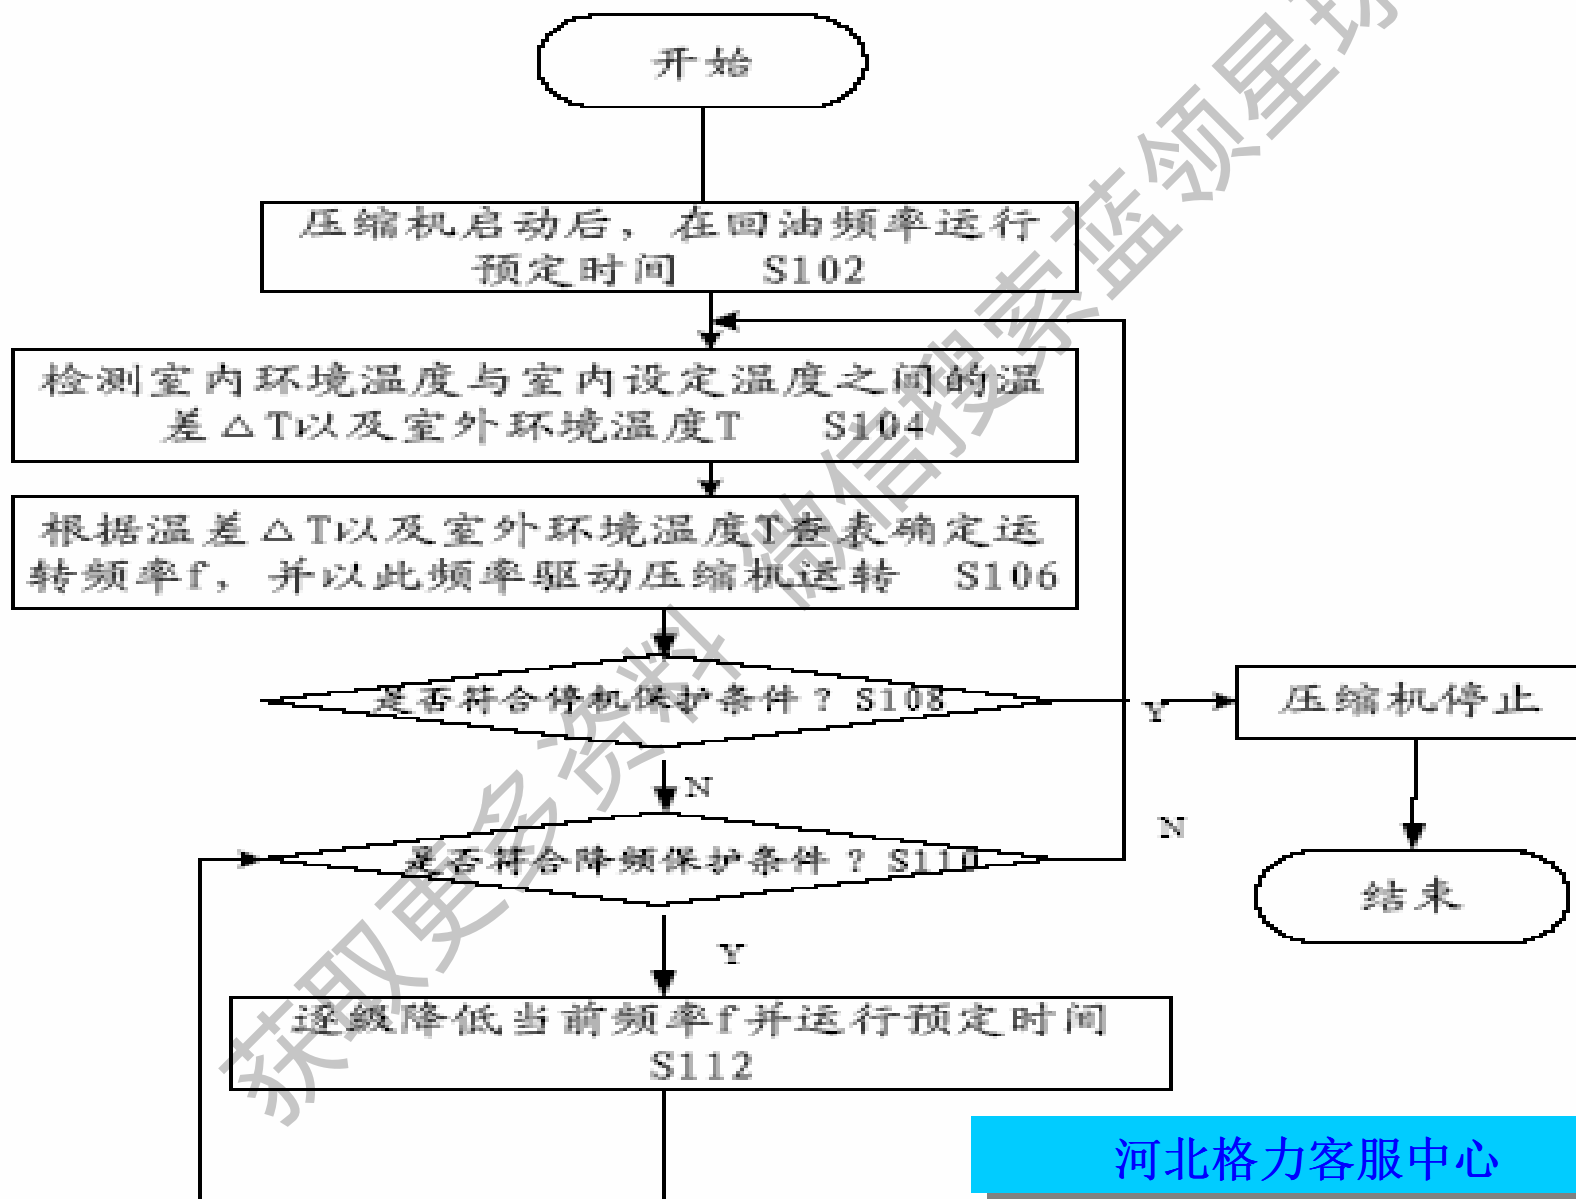 开始
压缩机启动后，在回油频率运行
预定时间 S102
检测室内环境温度与室内设定温度之间的温
差△T以及室外环境温度T S104
根据温差△T以及室外环境温度T查表确定运
转频率f，并以此频率驱动压缩机运转 S106
是否符合停机保护条件？S108
Y
压缩机停止
N
N
是否符合降频保护条件？S110
结束
Y
逐级降低当前频率f并运行预定时间
S112
河北格力客服中心
获取更多资料 微信搜索蓝领星球